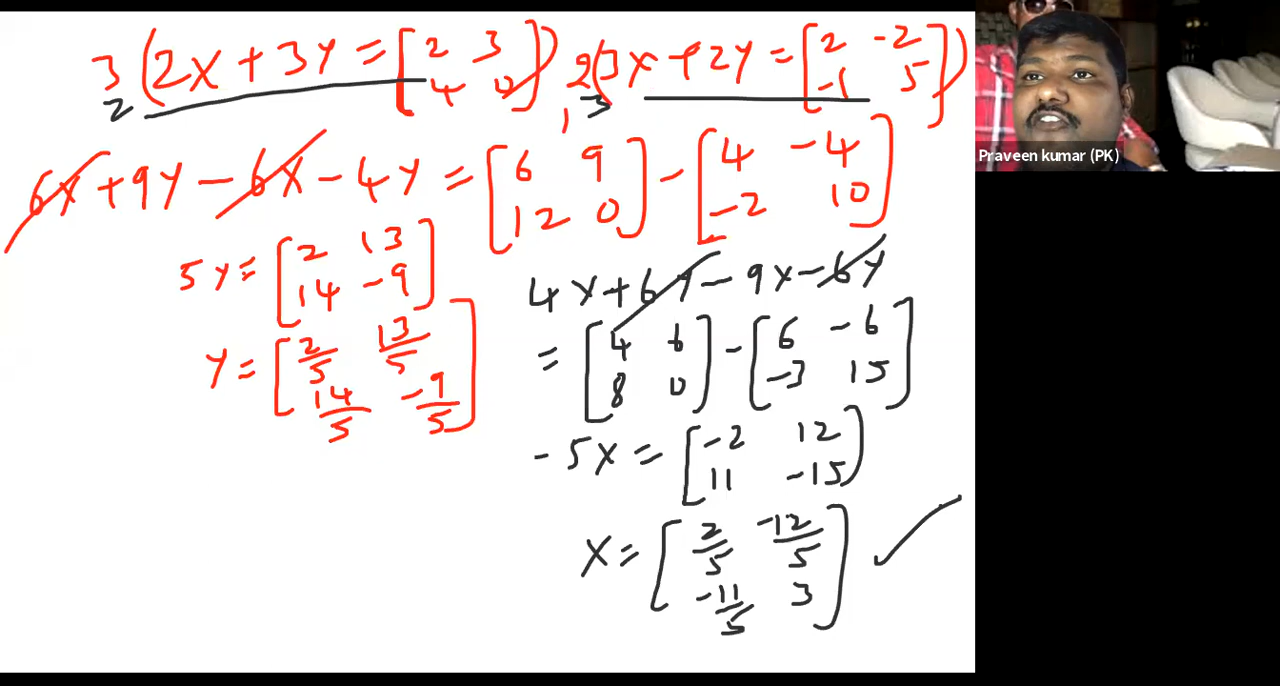 3 (2X + 3Y = [2 3 ; 4 0]) 2(3X + 2Y = [2 -2 ; -1 5])
2 1 3
6X + 9Y - 6X - 4Y = [6 9 ; 12 0] - [4 -4 ; -2 10]
5Y = [2 13 ; 14 -9]
Y = [2/5 13/5 ; 14/5 -9/5]
4X + 6Y - 9X - 6Y
= [4 6 ; 8 0] - [6 -6 ; -3 15]
-5X = [-2 12 ; 11 -15]
X = [2/5 -12/5 ; -11/5 3]
Praveen kumar (PK)